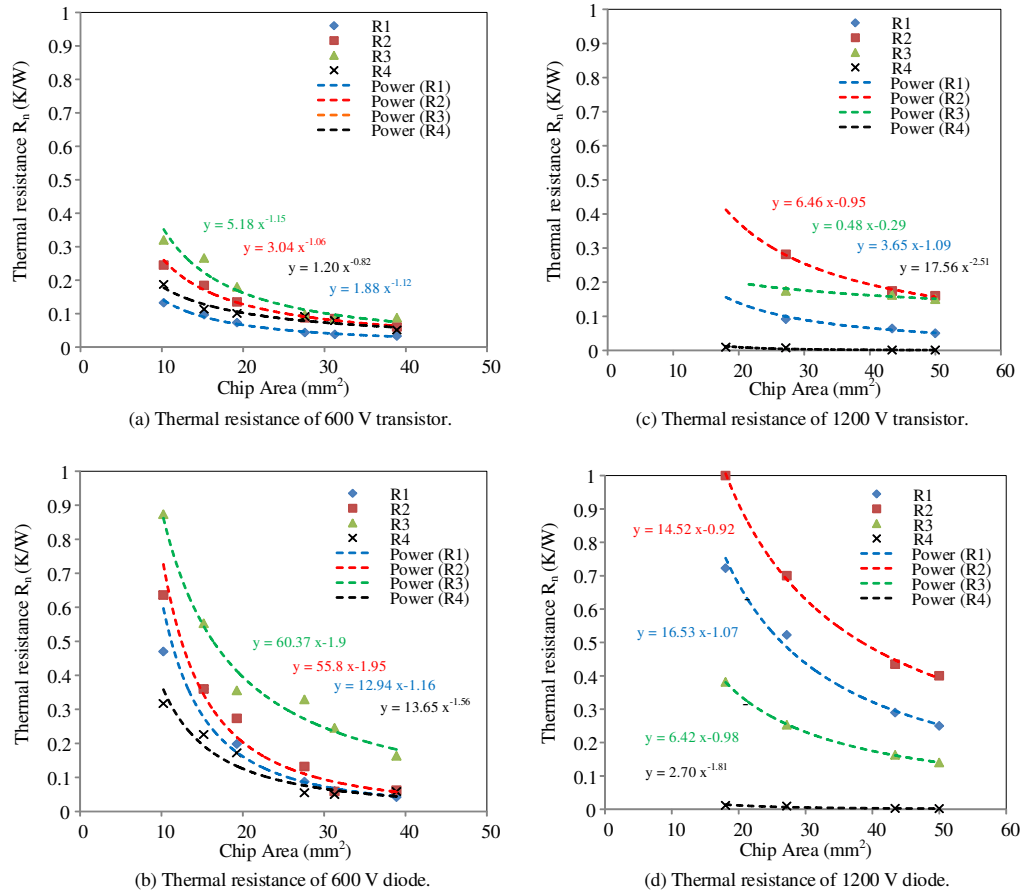 1
0.9
0.8
0.7
0.6
0.5
0.4
0.3
0.2
0.1
0
Thermal resistance Rn (K/W)
R1
R2
R3
R4
Power (R1)
Power (R2)
Power (R3)
Power (R4)
y = 5.18 x^-1.15
y = 3.04 x^-1.06
y = 1.20 x^-0.82
y = 1.88 x^-1.12
0 10 20 30 40 50
Chip Area (mm²)
(a) Thermal resistance of 600 V transistor.
1
0.9
0.8
0.7
0.6
0.5
0.4
0.3
0.2
0.1
0
Thermal resistance Rn (K/W)
R1
R2
R3
R4
Power (R1)
Power (R2)
Power (R3)
Power (R4)
y = 6.46 x-0.95
y = 0.48 x-0.29
y = 3.65 x-1.09
y = 17.56 x^-2.51
0 10 20 30 40 50 60
Chip Area (mm²)
(c) Thermal resistance of 1200 V transistor.
1
0.9
0.8
0.7
0.6
0.5
0.4
0.3
0.2
0.1
0
Thermal resistance Rn (K/W)
R1
R2
R3
R4
Power (R1)
Power (R2)
Power (R3)
Power (R4)
y = 60.37 x-1.9
y = 55.8 x-1.95
y = 12.94 x-1.16
y = 13.65 x^-1.56
0 10 20 30 40 50
Chip Area (mm²)
(b) Thermal resistance of 600 V diode.
1
0.9
0.8
0.7
0.6
0.5
0.4
0.3
0.2
0.1
0
Thermal resistance Rn (K/W)
R1
R2
R3
R4
Power (R1)
Power (R2)
Power (R3)
Power (R4)
y = 14.52 x-0.92
y = 16.53 x-1.07
y = 6.42 x-0.98
y = 2.70 x^-1.81
0 10 20 30 40 50 60
Chip Area (mm²)
(d) Thermal resistance of 1200 V diode.